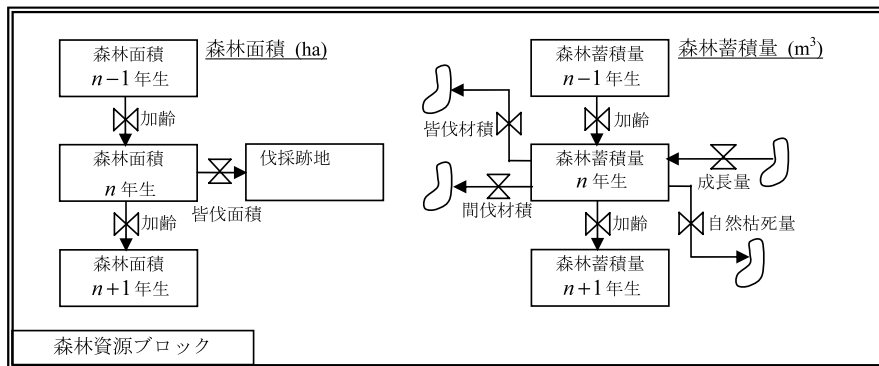 森林面積 (ha)
森林面積
n−1 年生
加齢
森林面積
n 年生
皆伐面積
伐採跡地
加齢
森林面積
n+1 年生
森林蓄積量 (m³)
森林蓄積量
n−1 年生
加齢
皆伐材積
森林蓄積量
n 年生
間伐材積
成長量
加齢
自然枯死量
森林蓄積量
n+1 年生
森林資源ブロック